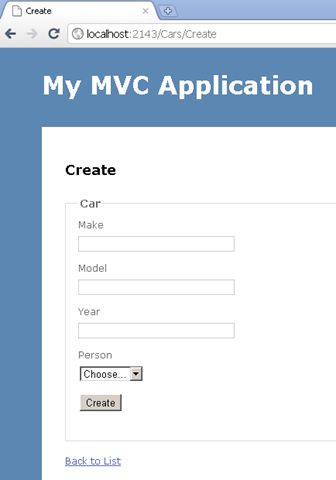 Create
localhost:2143/Cars/Create
My MVC Application
Create
Car
Make
Model
Year
Person
Choose...
Create
Back to List